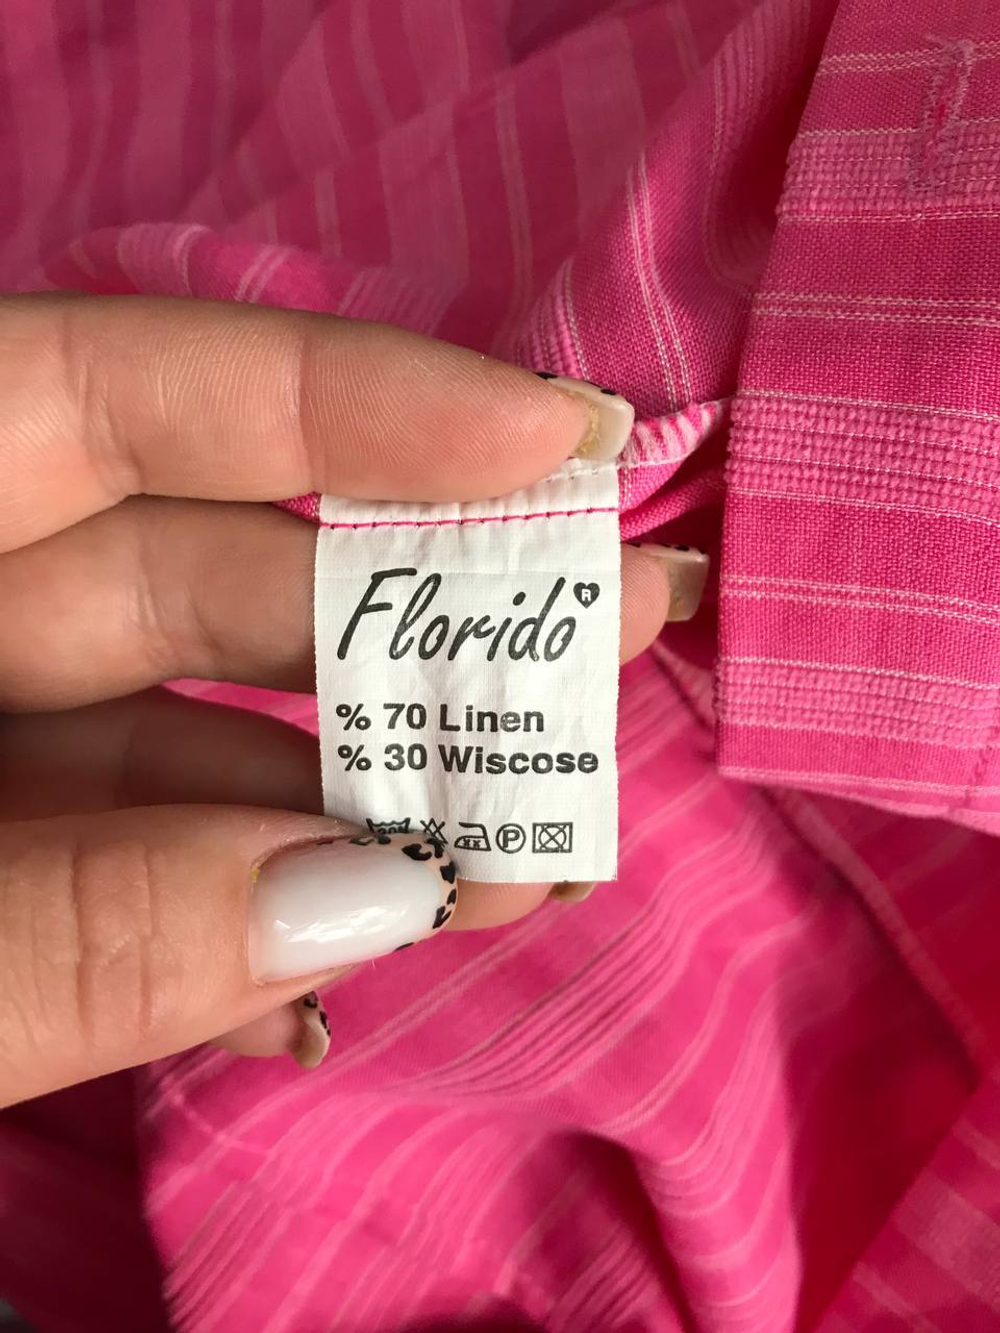 Florido
% 70 Linen
% 30 Wiscose
P